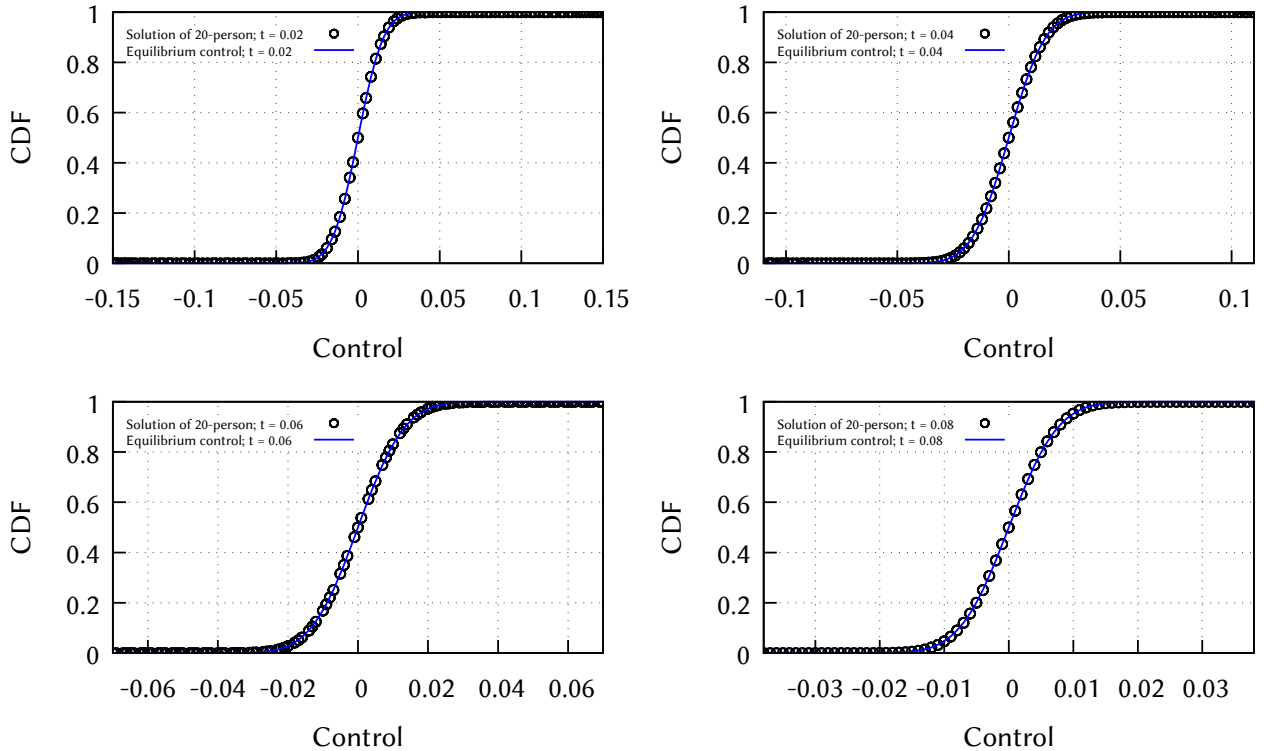 Solution of 20-person; t = 0.02
Equilibrium control; t = 0.02
1
0.8
0.6
0.4
0.2
0
CDF
-0.15 -0.1 -0.05 0 0.05 0.1 0.15
Control
Solution of 20-person; t = 0.04
Equilibrium control; t = 0.04
1
0.8
0.6
0.4
0.2
0
CDF
-0.1 -0.05 0 0.05 0.1
Control
Solution of 20-person; t = 0.06
Equilibrium control; t = 0.06
1
0.8
0.6
0.4
0.2
0
CDF
-0.06 -0.04 -0.02 0 0.02 0.04 0.06
Control
Solution of 20-person; t = 0.08
Equilibrium control; t = 0.08
1
0.8
0.6
0.4
0.2
0
CDF
-0.03 -0.02 -0.01 0 0.01 0.02 0.03
Control